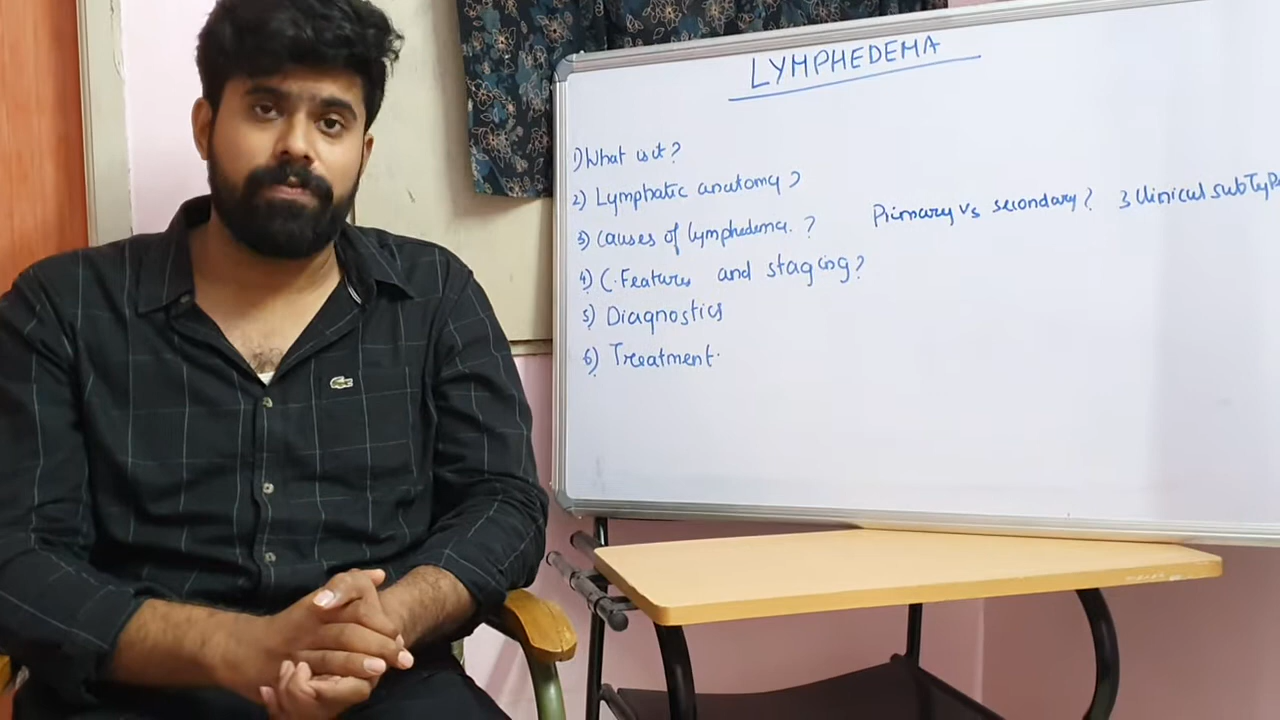 LYMPHEDEMA
1) What is it?
2) Lymphatic anatomy?
3) Causes of lymphedema. ? Primary vs secondary? 3 clinical subtyp
4) C. Features and staging?
5) Diagnostics
6) Treatment.